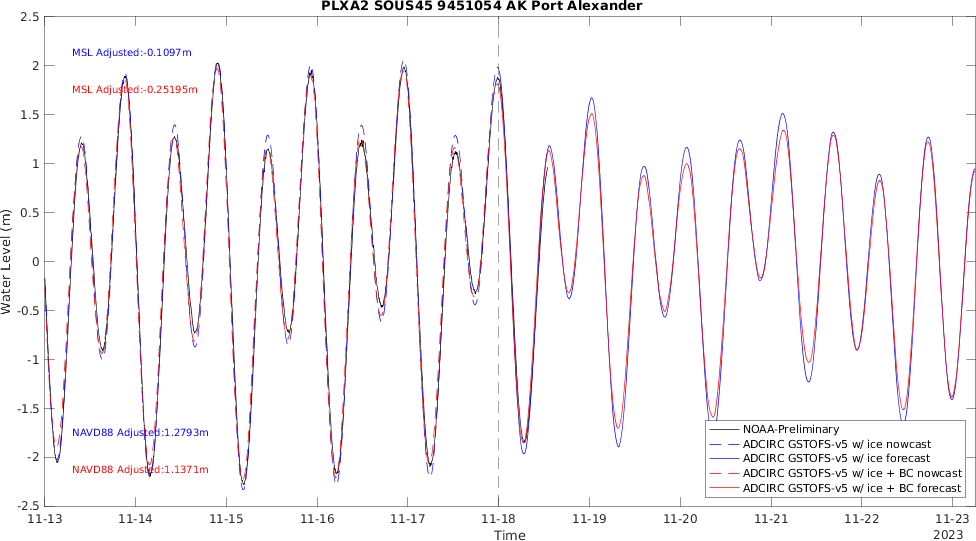 PLXA2 SOUS45 9451054 AK Port Alexander
2.5
2
1.5
1
0.5
0
-0.5
-1
-1.5
-2
-2.5
Water Level (m)
MSL Adjusted:-0.1097m
MSL Adjusted:-0.25195m
NAVD88 Adjusted:1.2793m
NAVD88 Adjusted:1.1371m
NOAA-Preliminary
ADCIRC GSTOFS-v5 w/ ice nowcast
ADCIRC GSTOFS-v5 w/ ice forecast
ADCIRC GSTOFS-v5 w/ ice + BC nowcast
ADCIRC GSTOFS-v5 w/ ice + BC forecast
11-13 11-14 11-15 11-16 11-17 11-18 11-19 11-20 11-21 11-22 11-23
Time
2023